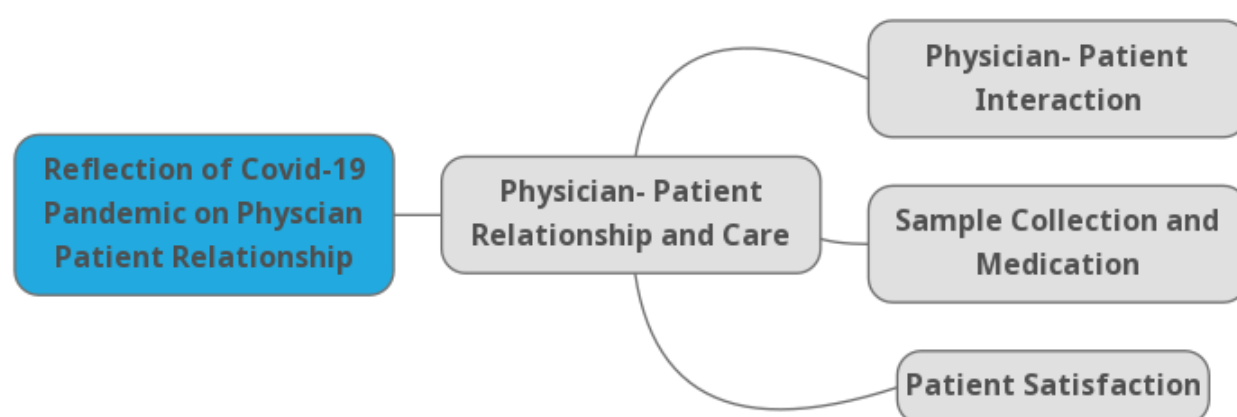 Reflection of Covid-19
Pandemic on Physcian
Patient Relationship
Physician- Patient
Relationship and Care
Physician- Patient
Interaction
Sample Collection and
Medication
Patient Satisfaction